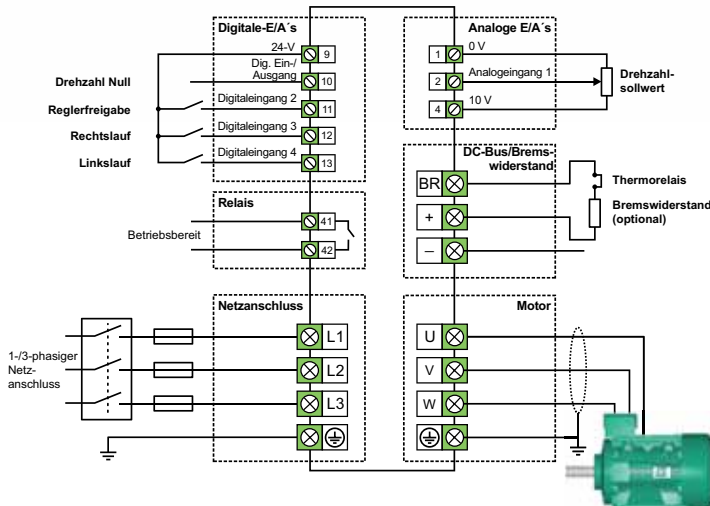 Digitale-E/A´s
24-V
9
Dig. Ein-/
Ausgang
10
Drehzahl Null
Digitaleingang 2
11
Reglerfreigabe
Digitaleingang 3
12
Rechtslauf
Digitaleingang 4
13
Linkslauf
Relais
41
Betriebsbereit
42
Netzanschluss
L1
L2
L3
1-/3-phasiger
Netz-
anschluss
Analoge E/A´s
1
0 V
2
Analogeingang 1
4
10 V
Drehzahl-
sollwert
DC-Bus/Brems-
widerstand
BR
+
–
Thermorelais
Bremswiderstand
(optional)
Motor
U
V
W